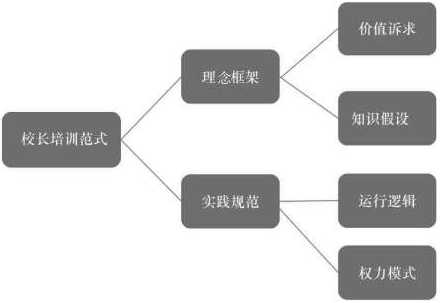 价值诉求
理念框架
知识假设
校长培训范式
运行逻辑
实践规范
权力模式